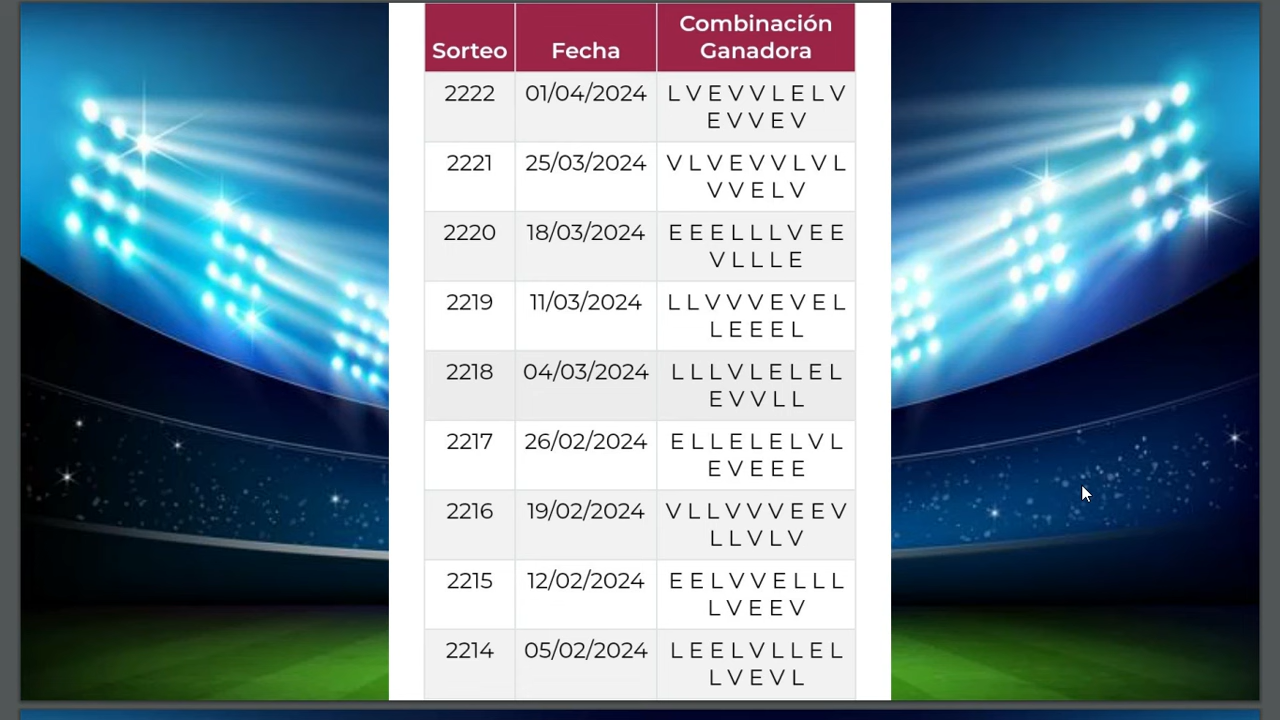 Sorteo Fecha Combinación Ganadora
2222 01/04/2024 L V E V V L E L V
E V V E V
2221 25/03/2024 V L V E V V L V L
V V E L V
2220 18/03/2024 E E E L L L V E E
V L L L E
2219 11/03/2024 L L V V V E V E L
L E E E L
2218 04/03/2024 L L L V L E L E L
E V V L L
2217 26/02/2024 E L L E L E L V L
E V E E E
2216 19/02/2024 V L L V V V E E V
L L V L V
2215 12/02/2024 E E L V V E L L L
L V E E V
2214 05/02/2024 L E E L V L L E L
L V E V L